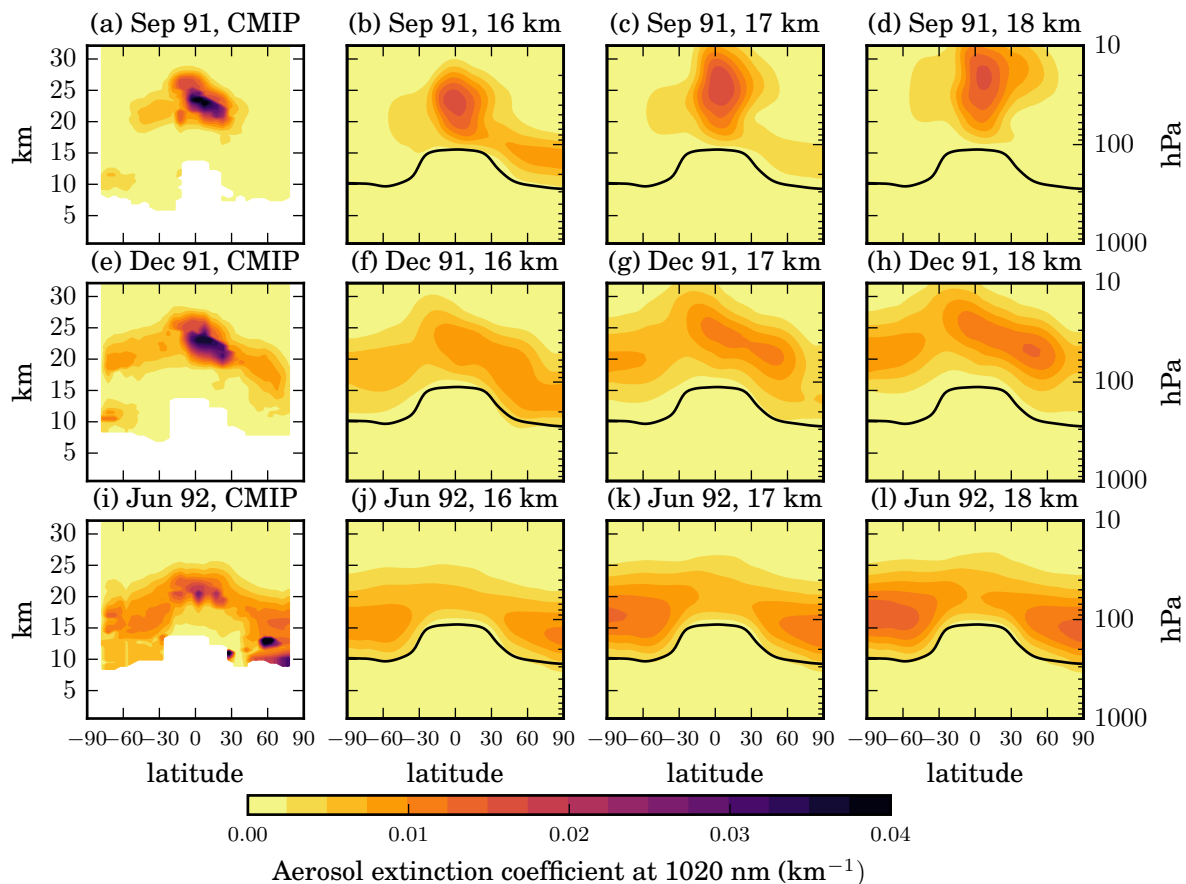 (a) Sep 91, CMIP (b) Sep 91, 16 km (c) Sep 91, 17 km (d) Sep 91, 18 km
30 10
25
km 20 hPa
15 100
10
5
1000
(e) Dec 91, CMIP (f) Dec 91, 16 km (g) Dec 91, 17 km (h) Dec 91, 18 km
30 10
25
km 20 hPa
15 100
10
5
1000
(i) Jun 92, CMIP (j) Jun 92, 16 km (k) Jun 92, 17 km (l) Jun 92, 18 km
30 10
25
km 20 hPa
15 100
10
5
1000
−90 −60 −30 0 30 60 90 −90 −60 −30 0 30 60 90 −90 −60 −30 0 30 60 90 −90 −60 −30 0 30 60 90
latitude latitude latitude latitude
0.00 0.01 0.02 0.03 0.04
Aerosol extinction coefficient at 1020 nm (km⁻¹)